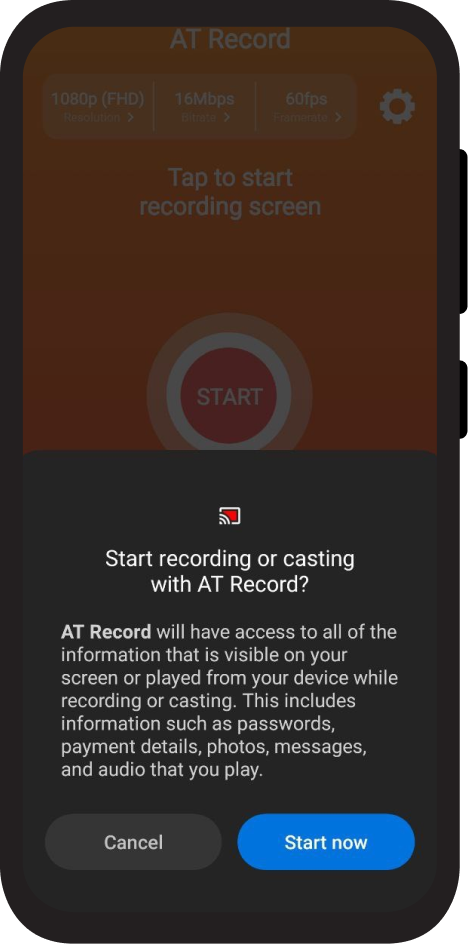 AT Record
1080p (FHD) 16Mbps 60fps
Resolution Bitrate Framerate
Tap to start
recording screen
START
Start recording or casting
with AT Record?
AT Record will have access to all of the
information that is visible on your
screen or played from your device while
recording or casting. This includes
information such as passwords,
payment details, photos, messages,
and audio that you play.
Cancel Start now